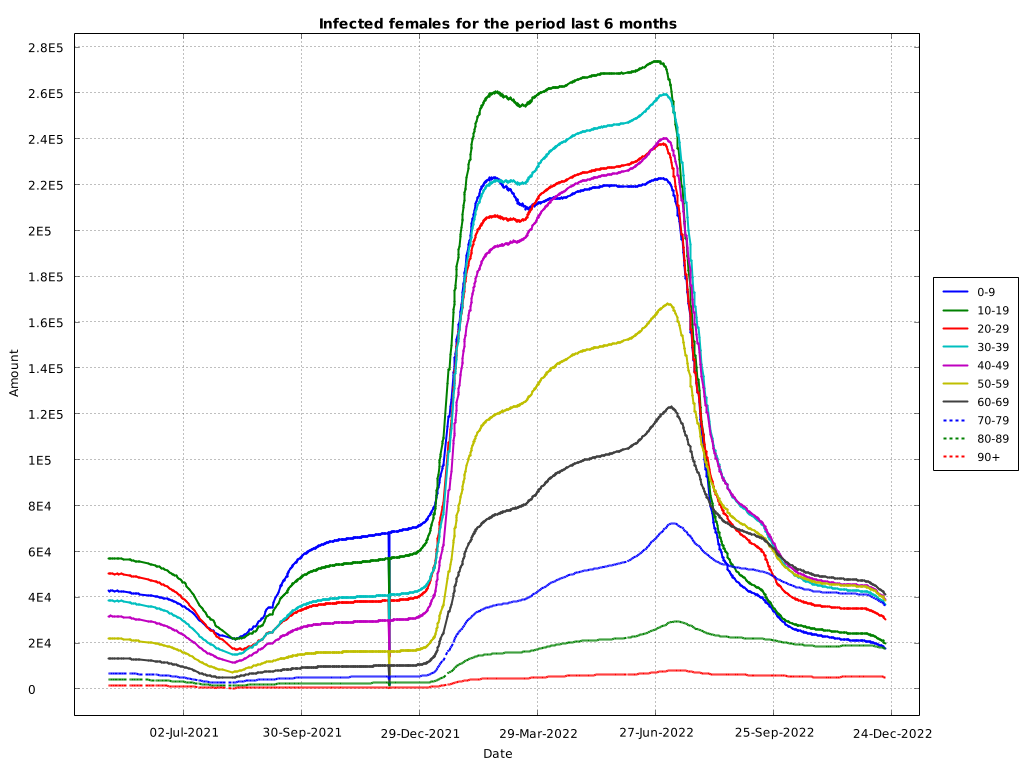 Infected females for the period last 6 months
2.8E5
2.6E5
2.4E5
2.2E5
2E5
1.8E5
1.6E5
1.4E5
1.2E5
1E5
8E4
6E4
4E4
2E4
0
Amount
02-Jul-2021
30-Sep-2021
29-Dec-2021
29-Mar-2022
27-Jun-2022
25-Sep-2022
24-Dec-2022
Date
0-9
10-19
20-29
30-39
40-49
50-59
60-69
70-79
80-89
90+